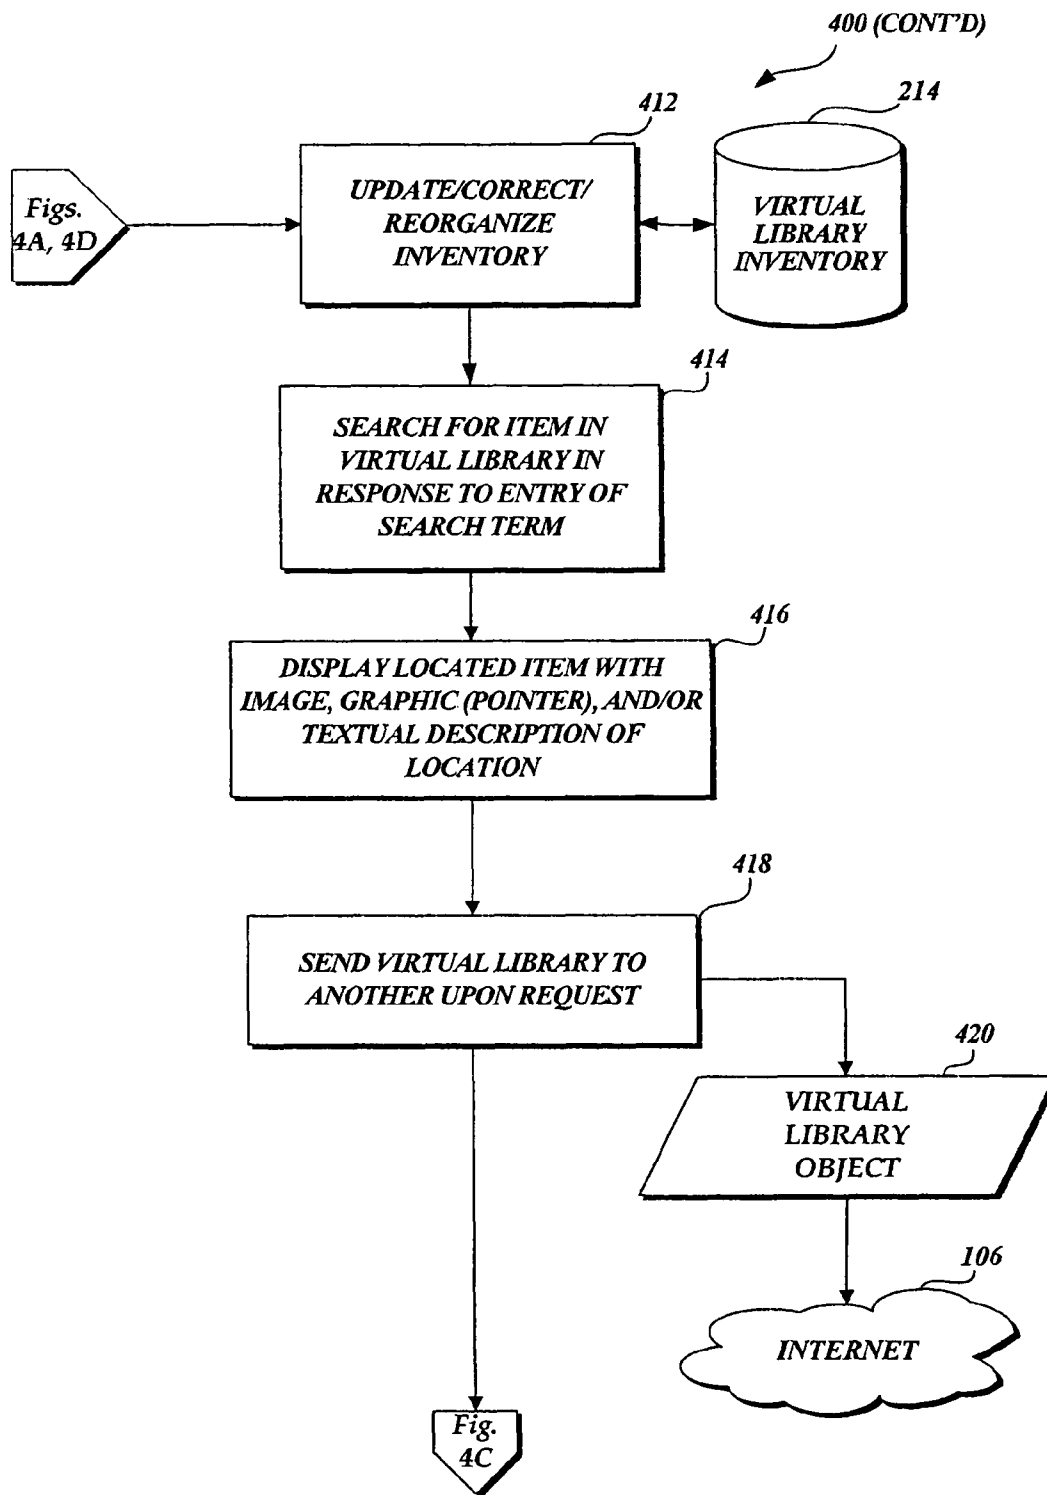 400 (CONT'D)
412
214
Figs.
4A, 4D
UPDATE/CORRECT/
REORGANIZE
INVENTORY
VIRTUAL
LIBRARY
INVENTORY
414
SEARCH FOR ITEM IN
VIRTUAL LIBRARY IN
RESPONSE TO ENTRY OF
SEARCH TERM
416
DISPLAY LOCATED ITEM WITH
IMAGE, GRAPHIC (POINTER), AND/OR
TEXTUAL DESCRIPTION OF
LOCATION
418
SEND VIRTUAL LIBRARY TO
ANOTHER UPON REQUEST
420
VIRTUAL
LIBRARY
OBJECT
106
INTERNET
Fig.
4C